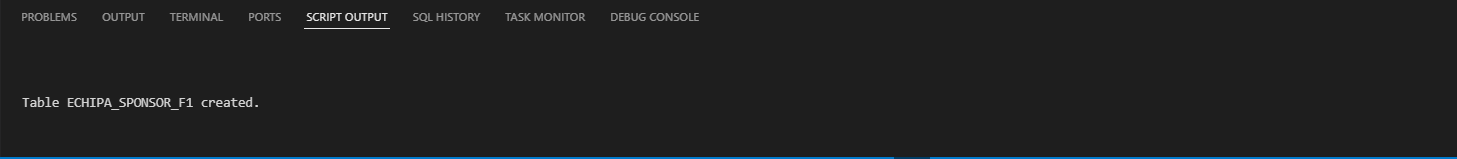 PROBLEMS OUTPUT TERMINAL PORTS SCRIPT OUTPUT SQL HISTORY TASK MONITOR DEBUG CONSOLE
Table ECHIPA_SPONSOR_F1 created.